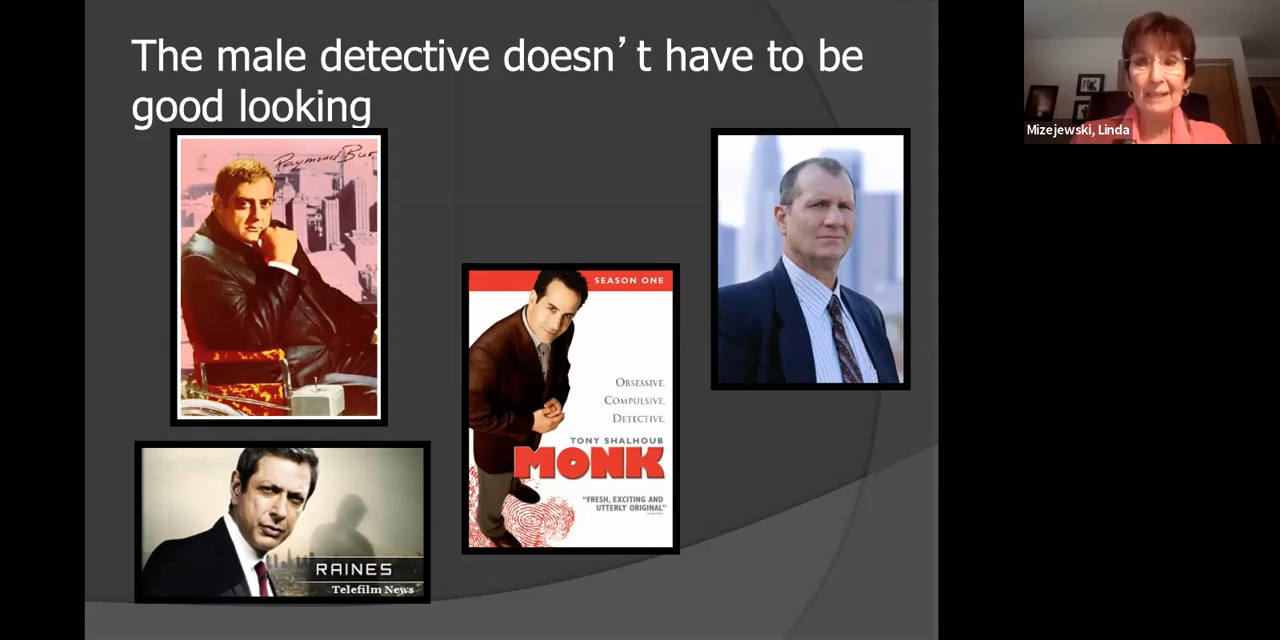 The male detective doesn’t have to be
good looking
Raymond Burr
SEASON ONE
OBSESSIVE.
COMPULSIVE.
DETECTIVE.
TONY SHALHOUB
MONK
"FRESH, EXCITING AND
UTTERLY ORIGINAL"
RAINES
Telefilm News
Mizejewski, Linda